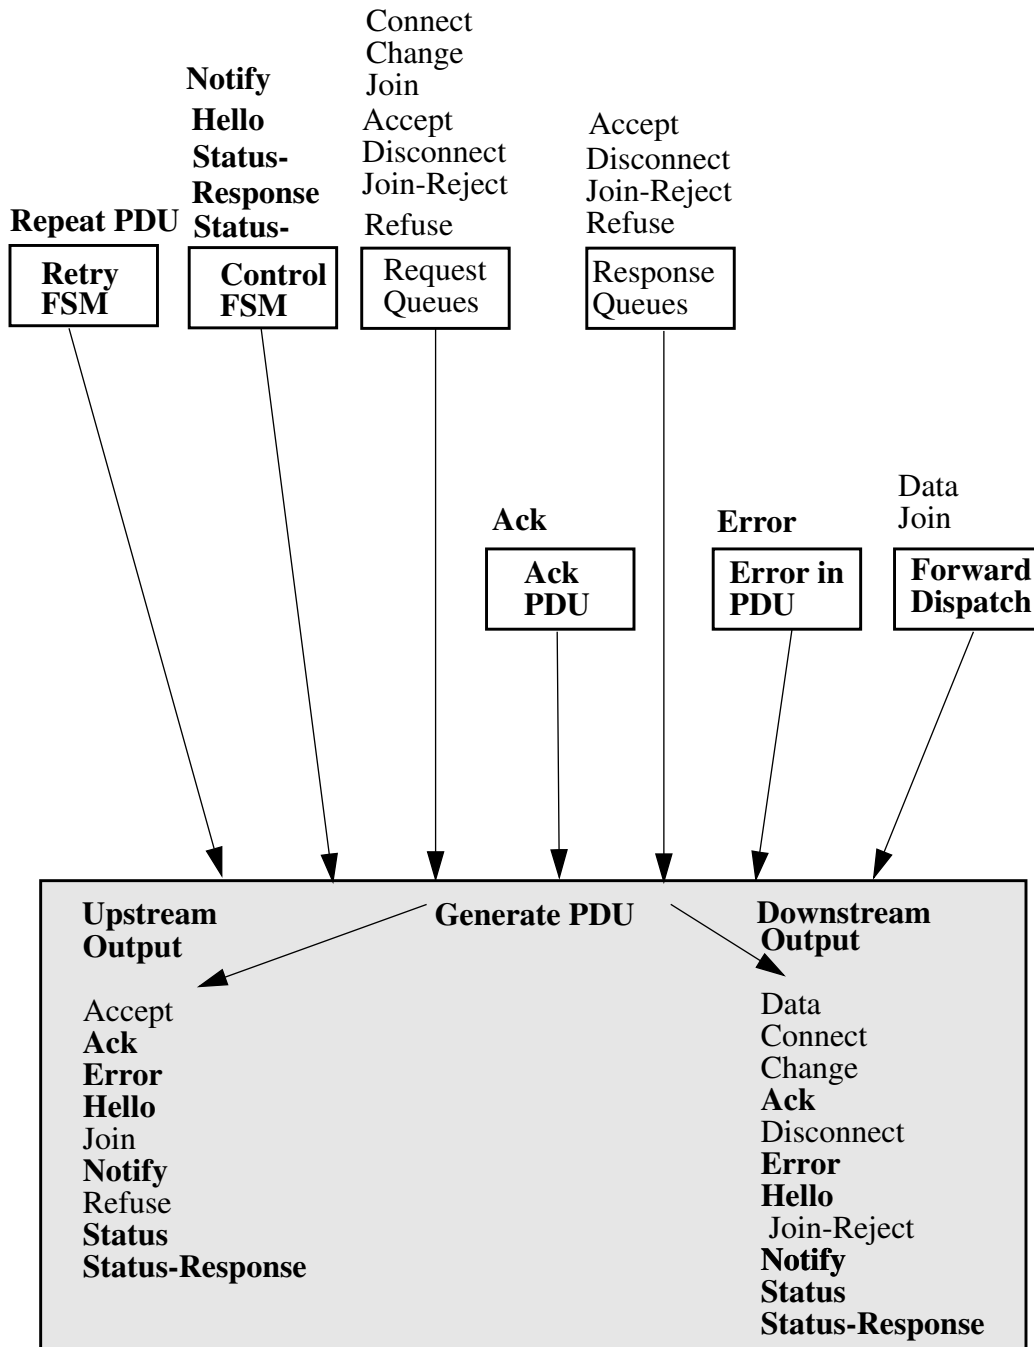 Connect
Change
Join
Accept
Disconnect
Join-Reject
Refuse
Notify
Hello
Status-
Response
Status-
Repeat PDU
Accept
Disconnect
Join-Reject
Refuse
Retry
FSM
Control
FSM
Request
Queues
Response
Queues
Ack
Error
Data
Join
Ack
PDU
Error in
PDU
Forward
Dispatch
Upstream
Output
Generate PDU
Downstream
Output
Accept
Ack
Error
Hello
Join
Notify
Refuse
Status
Status-Response
Data
Connect
Change
Ack
Disconnect
Error
Hello
Join-Reject
Notify
Status
Status-Response